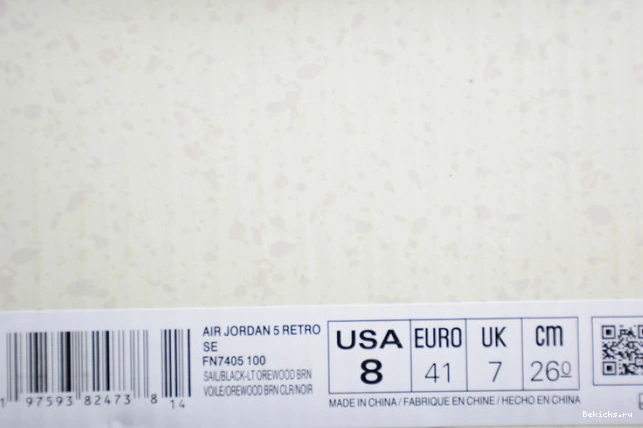 AIR JORDAN 5 RETRO
SE
FN7405 100
SAIL/BLACK-LT OREWOOD BRN
VOILE/OREWOOD BRN CLR/NOIR
USA EURO UK cm
8 41 7 26º
MADE IN CHINA / FABRIQUE EN CHINE / HECHO EN CHINA
1 97593 82473 8 14
Bekicks.ru